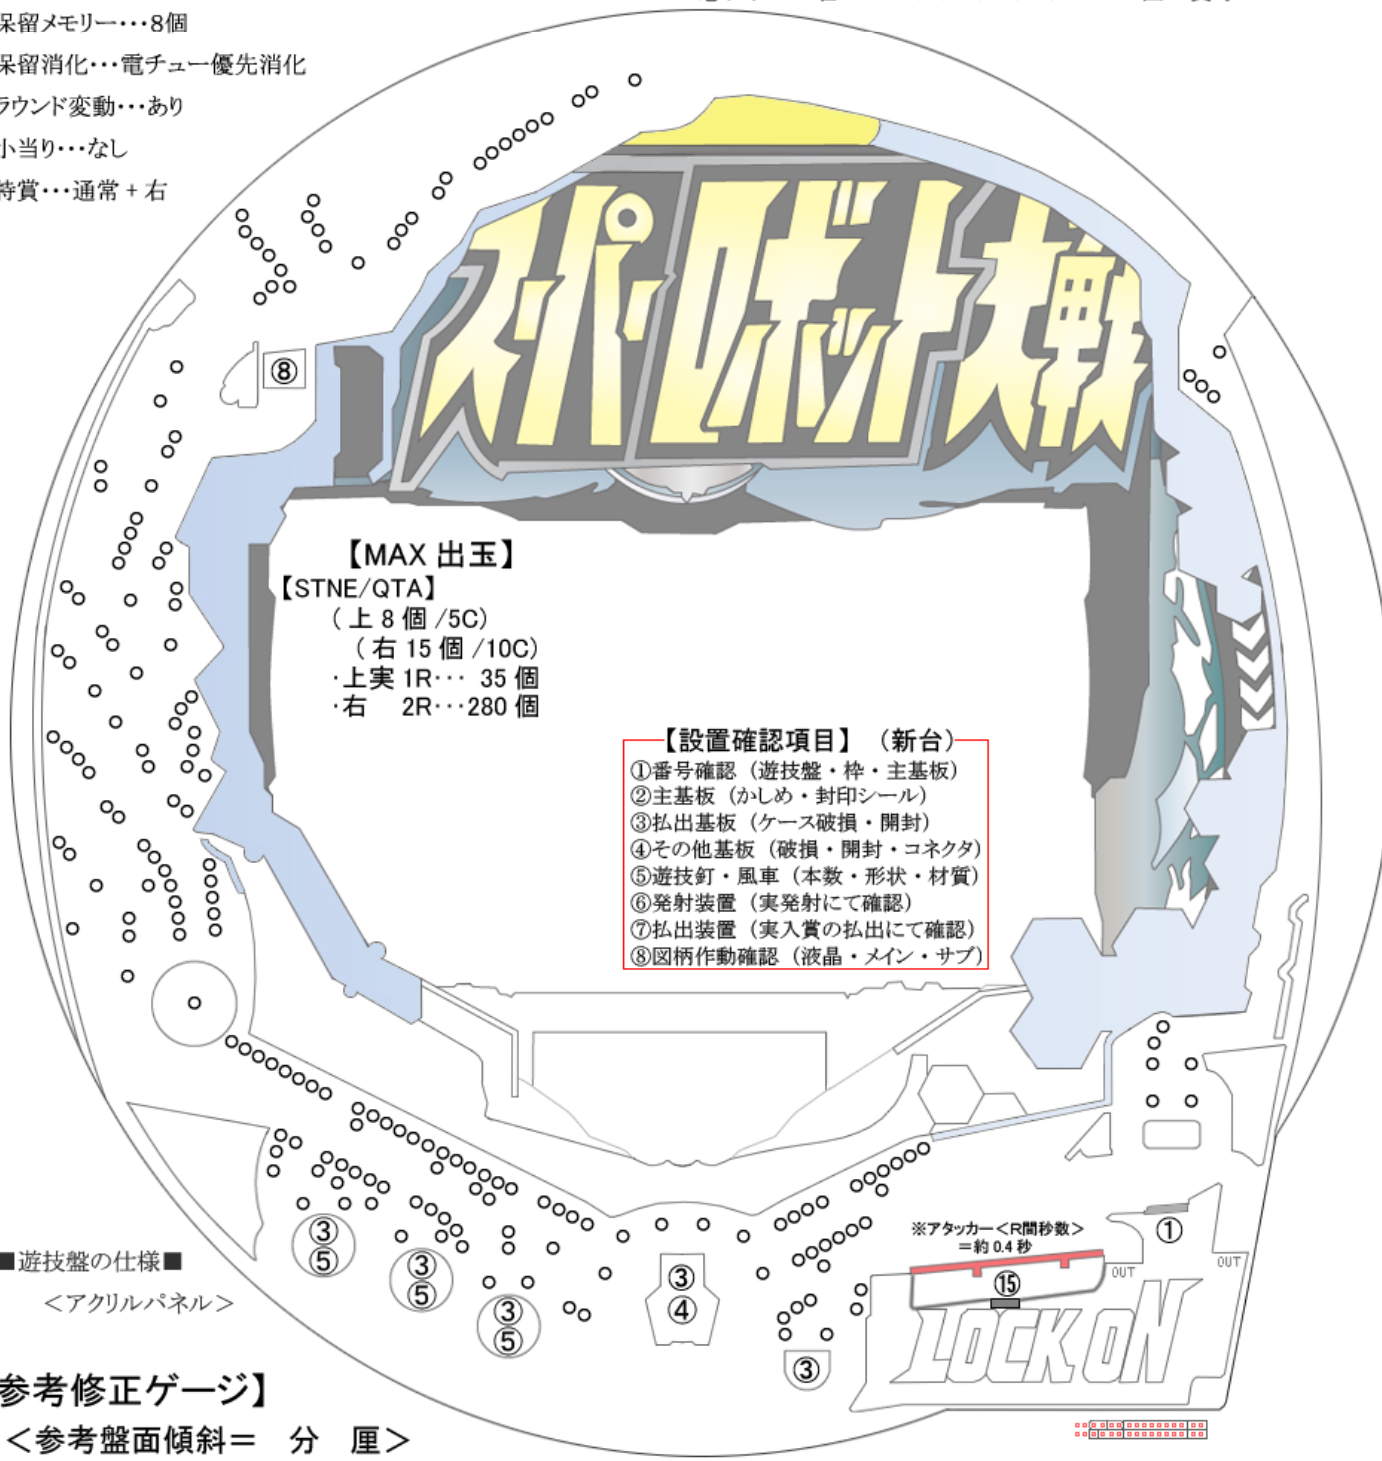 保留メモリー･･･8個
保留消化･･･電チュー優先消化
ラウンド変動･･･あり
小当り･･･なし
特賞･･･通常 + 右
スーパーロボット大戦
⑧
【MAX 出玉】
【STNE/QTA】
( 上 8 個 /5C)
( 右 15 個 /10C)
･上実 1R･･･ 35 個
･右 2R･･･280 個
【設置確認項目】 （新台）
①番号確認（遊技盤・枠・主基板）
②主基板（かしめ・封印シール）
③払出基板（ケース破損・開封）
④その他基板（破損・開封・コネクタ）
⑤遊技釘・風車（本数・形状・材質）
⑥発射装置（実発射にて確認）
⑦払出装置（実入賞の払出にて確認）
⑧図柄作動確認（液晶・メイン・サブ）
※アタッカー＜R間秒数＞
＝約 0.4 秒
①
OUT
OUT
⑮
LOCK ON
③
⑤
③
⑤
③
⑤
③
④
③
■遊技盤の仕様■
＜アクリルパネル＞
参考修正ゲージ】
＜参考盤面傾斜＝ 分 厘＞